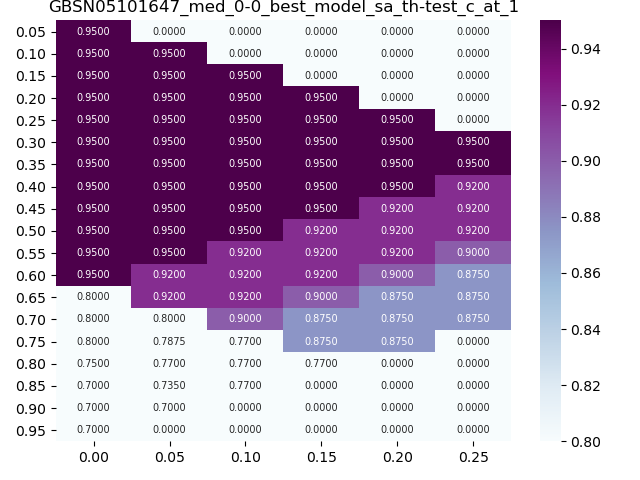 GBSN05101647_med_0-0_best_model_sa_th-test_c_at_1
0.05 0.9500 0.0000 0.0000 0.0000 0.0000 0.0000
0.10 0.9500 0.9500 0.0000 0.0000 0.0000 0.0000
0.15 0.9500 0.9500 0.9500 0.0000 0.0000 0.0000
0.20 0.9500 0.9500 0.9500 0.9500 0.0000 0.0000
0.25 0.9500 0.9500 0.9500 0.9500 0.9500 0.0000
0.30 0.9500 0.9500 0.9500 0.9500 0.9500 0.9500
0.35 0.9500 0.9500 0.9500 0.9500 0.9500 0.9500
0.40 0.9500 0.9500 0.9500 0.9500 0.9500 0.9200
0.45 0.9500 0.9500 0.9500 0.9500 0.9200 0.9200
0.50 0.9500 0.9500 0.9500 0.9200 0.9200 0.9200
0.55 0.9500 0.9500 0.9200 0.9200 0.9200 0.9000
0.60 0.9500 0.9200 0.9200 0.9200 0.9000 0.8750
0.65 0.8000 0.9200 0.9200 0.9000 0.8750 0.8750
0.70 0.8000 0.8000 0.9000 0.8750 0.8750 0.8750
0.75 0.8000 0.7875 0.7700 0.8750 0.8750 0.0000
0.80 0.7500 0.7700 0.7700 0.7700 0.0000 0.0000
0.85 0.7000 0.7350 0.7700 0.0000 0.0000 0.0000
0.90 0.7000 0.7000 0.0000 0.0000 0.0000 0.0000
0.95 0.7000 0.0000 0.0000 0.0000 0.0000 0.0000
0.00 0.05 0.10 0.15 0.20 0.25
0.94
0.92
0.90
0.88
0.86
0.84
0.82
0.80